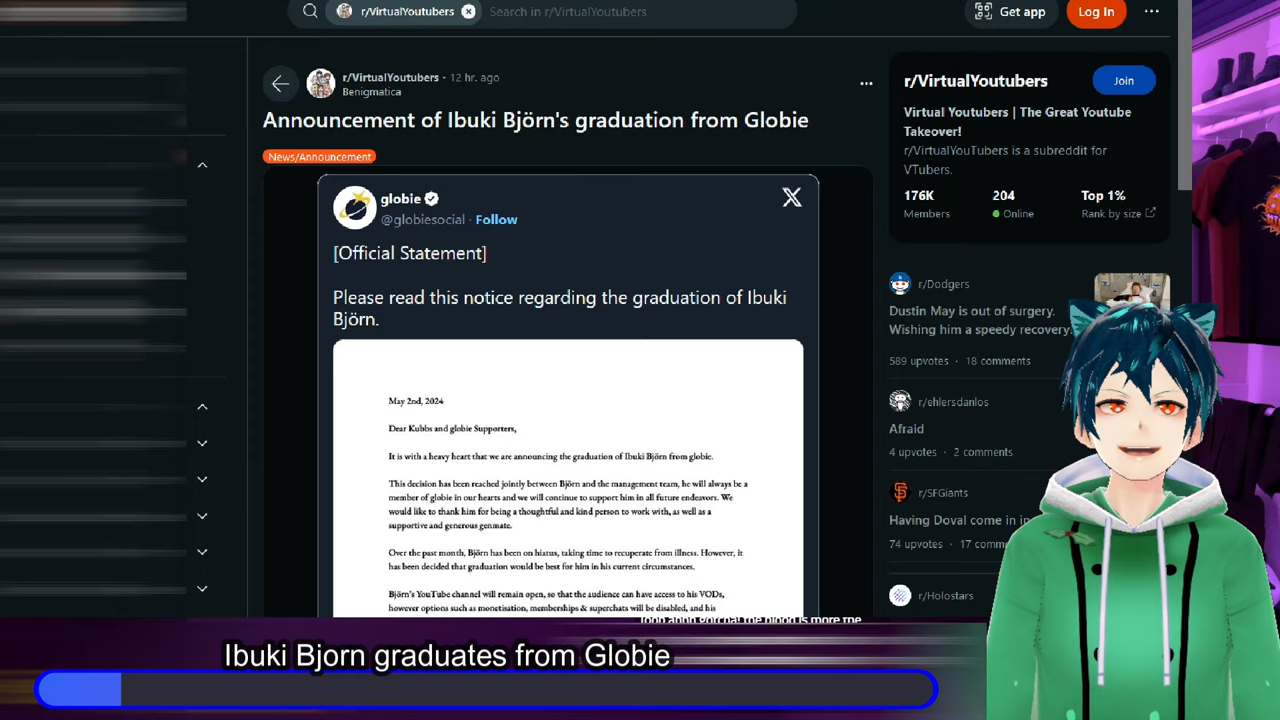 r/VirtualYoutubers
Search in r/VirtualYoutubers
Get app
Log In
r/VirtualYoutubers · 12 hr. ago
Benigmatica
Announcement of Ibuki Björn's graduation from Globie
News/Announcement
globie
@globiesocial · Follow
[Official Statement]
Please read this notice regarding the graduation of Ibuki
Björn.
May 2nd, 2024
Dear Kubbs and globie Supporters,
It is with a heavy heart that we are announcing the graduation of Ibuki Björn from globie.
This decision has been reached jointly between Björn and the management team, he will always be a
member of globie in our hearts and we will continue to support him in all future endeavors. We
would like to thank him for being a thoughtful and kind person to work with, as well as a
supportive and generous genmate.
Over the past month, Björn has been on hiatus, taking time to recuperate from illness. However, it
has been decided that graduation would be best for him in his current circumstances.
Björn's YouTube channel will remain open, so that the audience can have access to his VODs,
however options such as monetisation, memberships & superchats will be disabled, and his
r/VirtualYoutubers
Join
Virtual Youtubers | The Great Youtube
Takeover!
r/VirtualYouTubers is a subreddit for
VTubers.
176K
204
Top 1%
Members
Online
Rank by size
r/Dodgers
Dustin May is out of surgery.
Wishing him a speedy recovery
589 upvotes · 18 comments
r/ehlersdanlos
Afraid
4 upvotes · 2 comments
r/SFGiants
Having Doval come in in
74 upvotes · 17 comme
r/Holostars
Ibuki Bjorn graduates from Globie